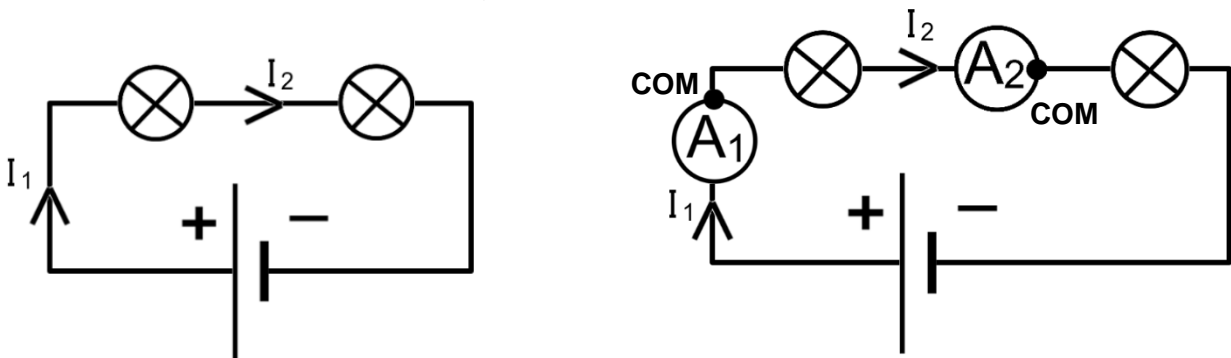 I₂
I₁
+ −
I₂
COM
A₂
COM
A₁
I₁
+ −